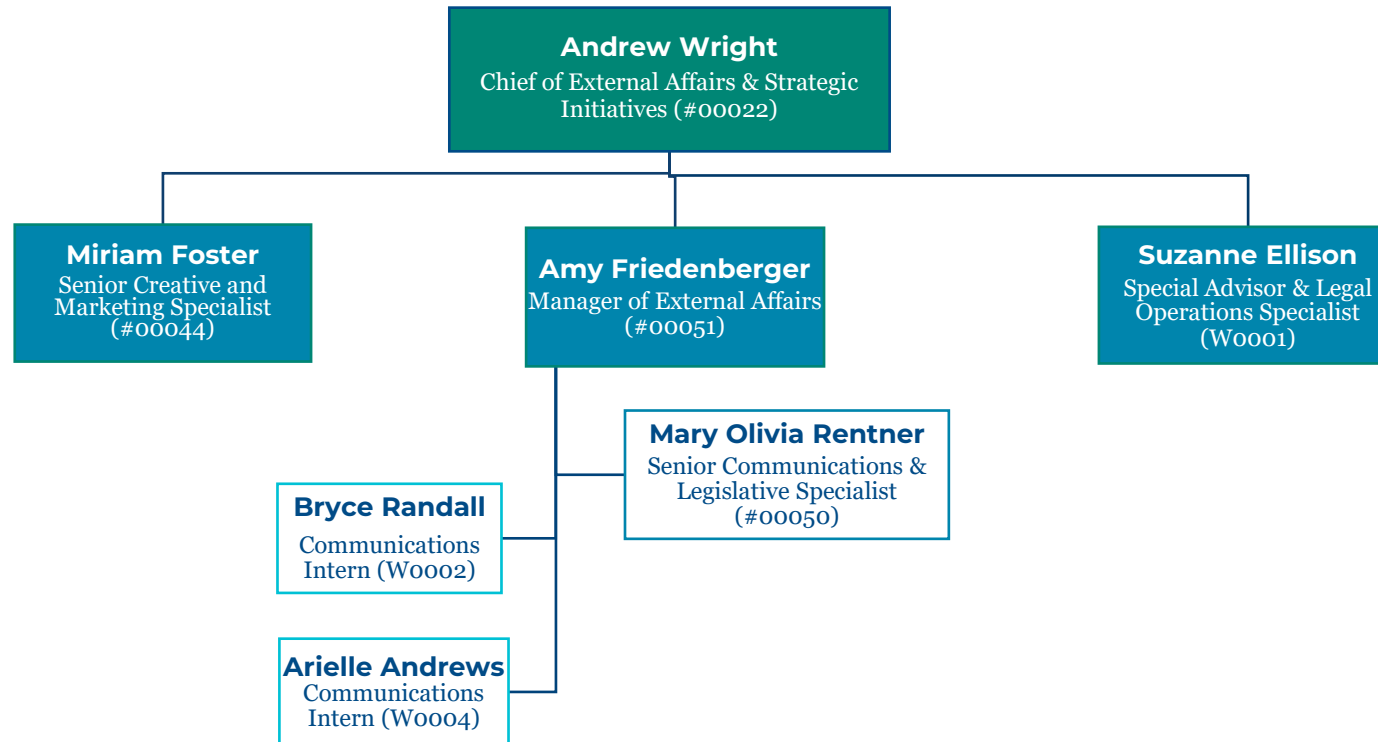 Andrew Wright
Chief of External Affairs & Strategic
Initiatives (#00022)
Miriam Foster
Senior Creative and
Marketing Specialist
(#00044)
Amy Friedenberger
Manager of External Affairs
(#00051)
Suzanne Ellison
Special Advisor & Legal
Operations Specialist
(W0001)
Mary Olivia Rentner
Senior Communications &
Legislative Specialist
(#00050)
Bryce Randall
Communications
Intern (W0002)
Arielle Andrews
Communications
Intern (W0004)